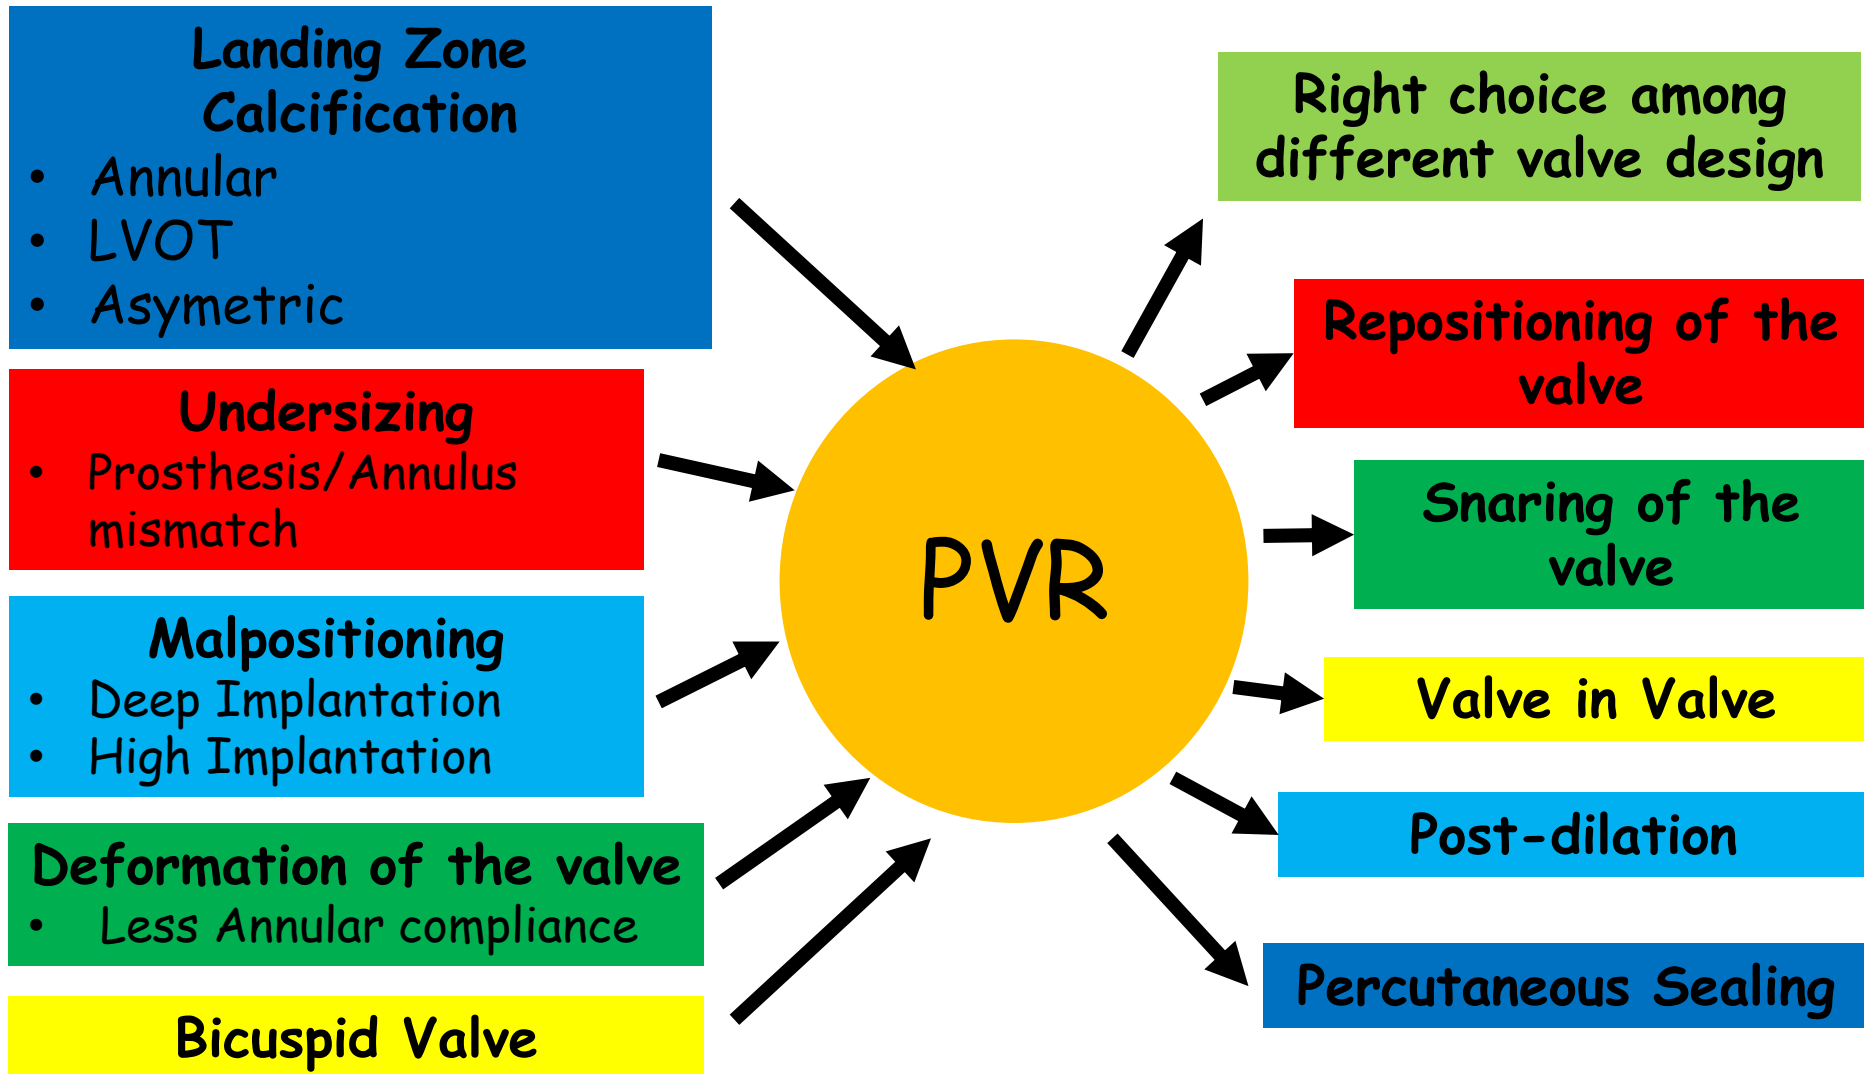 Landing Zone
Calcification
• Annular
• LVOT
• Asymetric
Undersizing
• Prosthesis/Annulus
mismatch
Malpositioning
• Deep Implantation
• High Implantation
Deformation of the valve
• Less Annular compliance
Bicuspid Valve
PVR
Right choice among
different valve design
Repositioning of the
valve
Snaring of the
valve
Valve in Valve
Post-dilation
Percutaneous Sealing